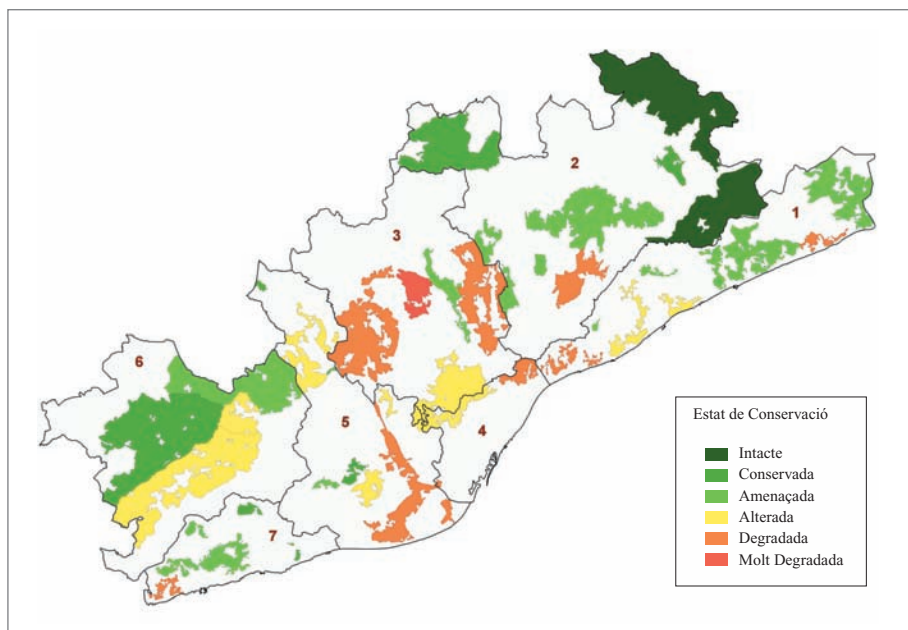 2
1
3
6
5
4
7
Estat de Conservació
Intacte
Conservada
Amenaçada
Alterada
Degradada
Molt Degradada